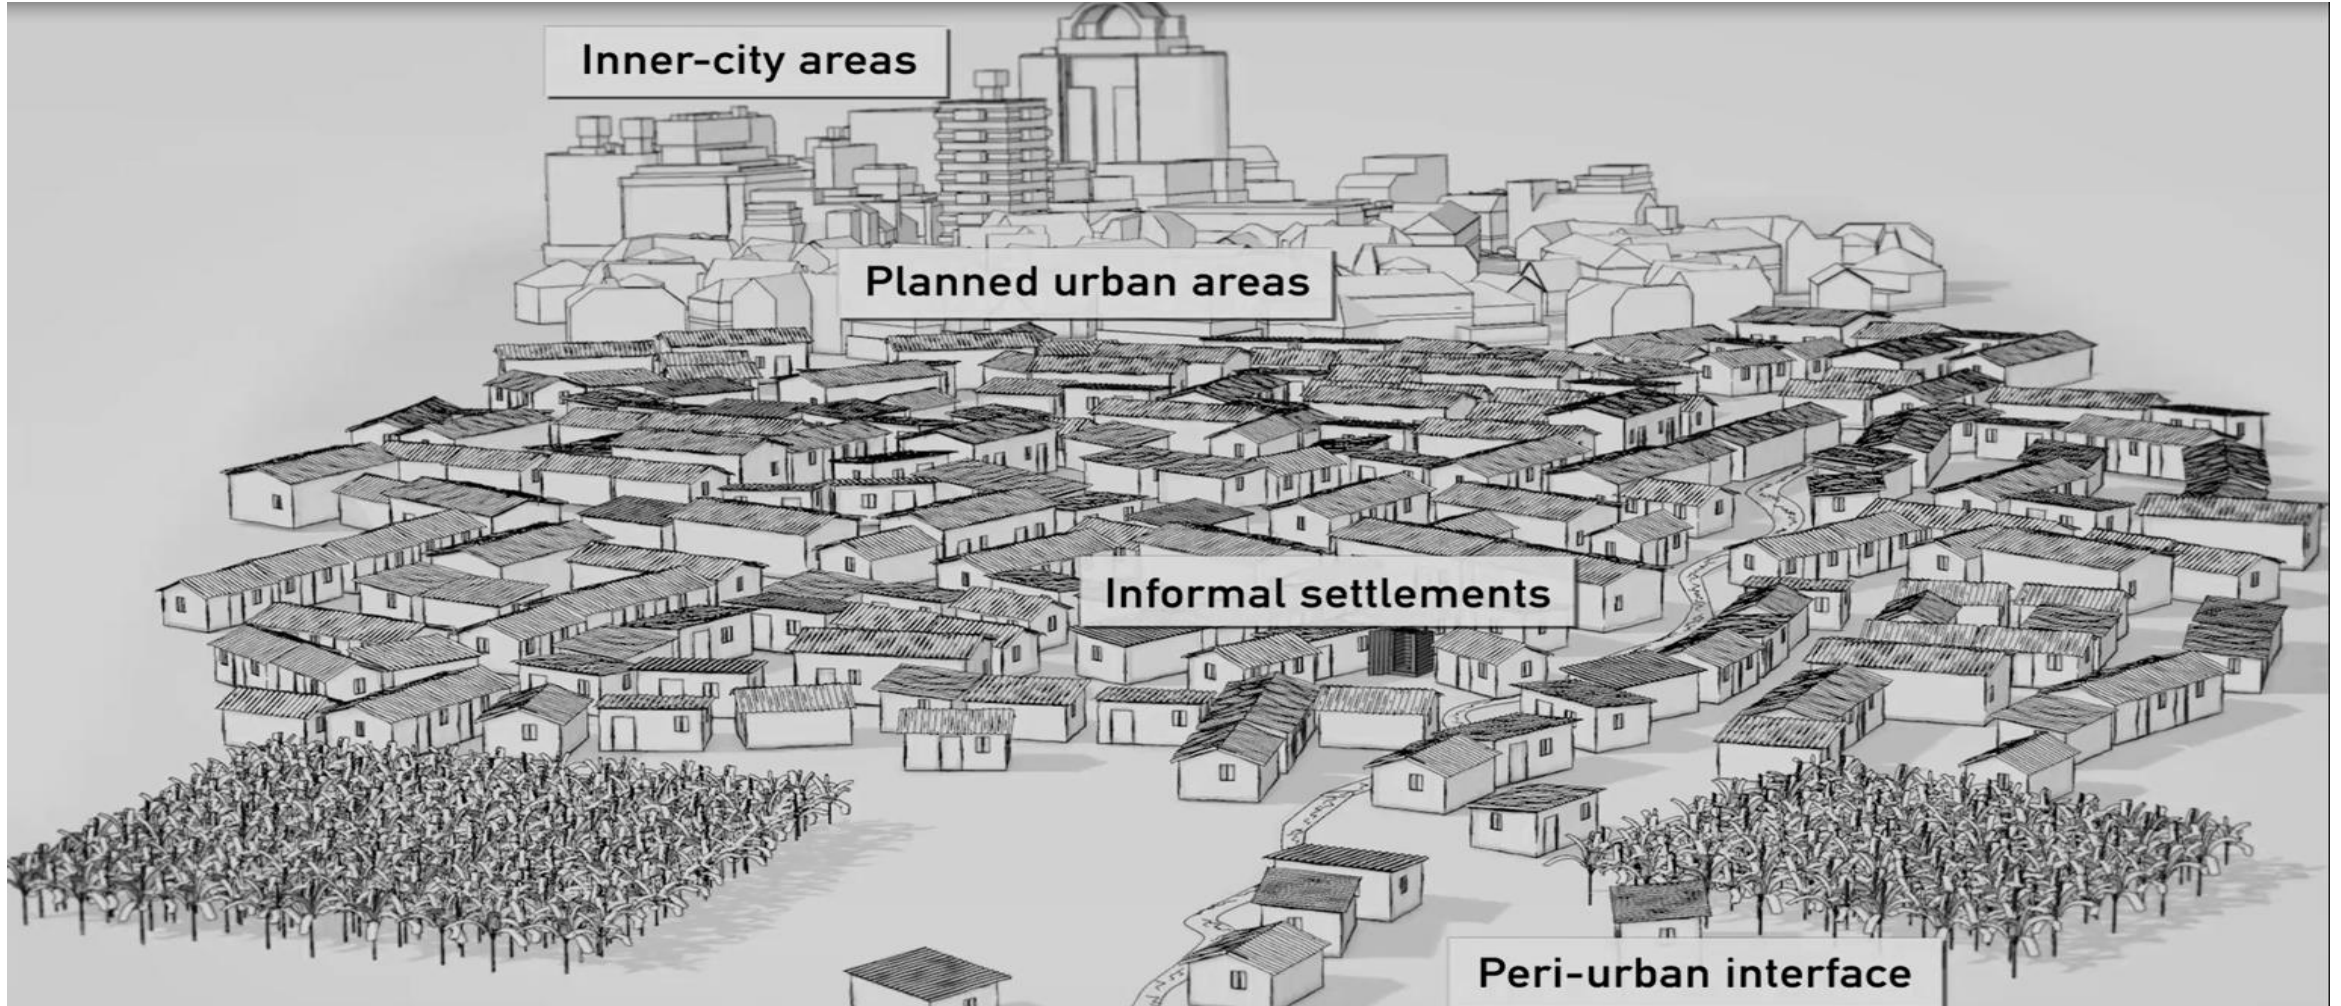 Inner-city areas
Planned urban areas
Informal settlements
Peri-urban interface